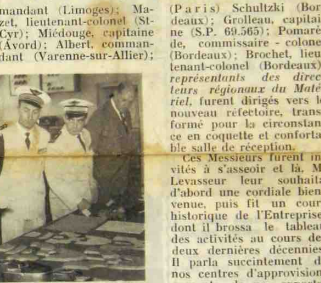 mandant (Limoges); Ma-
zet, lieutenant-colonel (St-
Cyr); Miédouge, capitaine
(Avord); Albert, comman-
dant (Varenne-sur-Allier);
(Paris) Schultzki (Bor
deaux); Grolleau, capitai
ne (S.P. 69.565); Pomaré
de, commissaire - colone
(Bordeaux); Brochet, lieu
tenant-colonel (Bordeaux)
représentants des direc
teurs régionaux du Maté
riel, furent dirigés vers l
nouveau réfectoire, trans
formé pour la circonstan
ce en coquette et conforta
ble salle de réception.
Ces Messieurs furent in
vités à s'asseoir et là, M
Levasseur leur souhait
d'abord une cordiale bien
venue, puis fit un cour
historique de l'Entreprise
dont il brossa le tableau
des activités au cours de
deux dernières décennies
Il parla succintement d
nos centres d'approvision